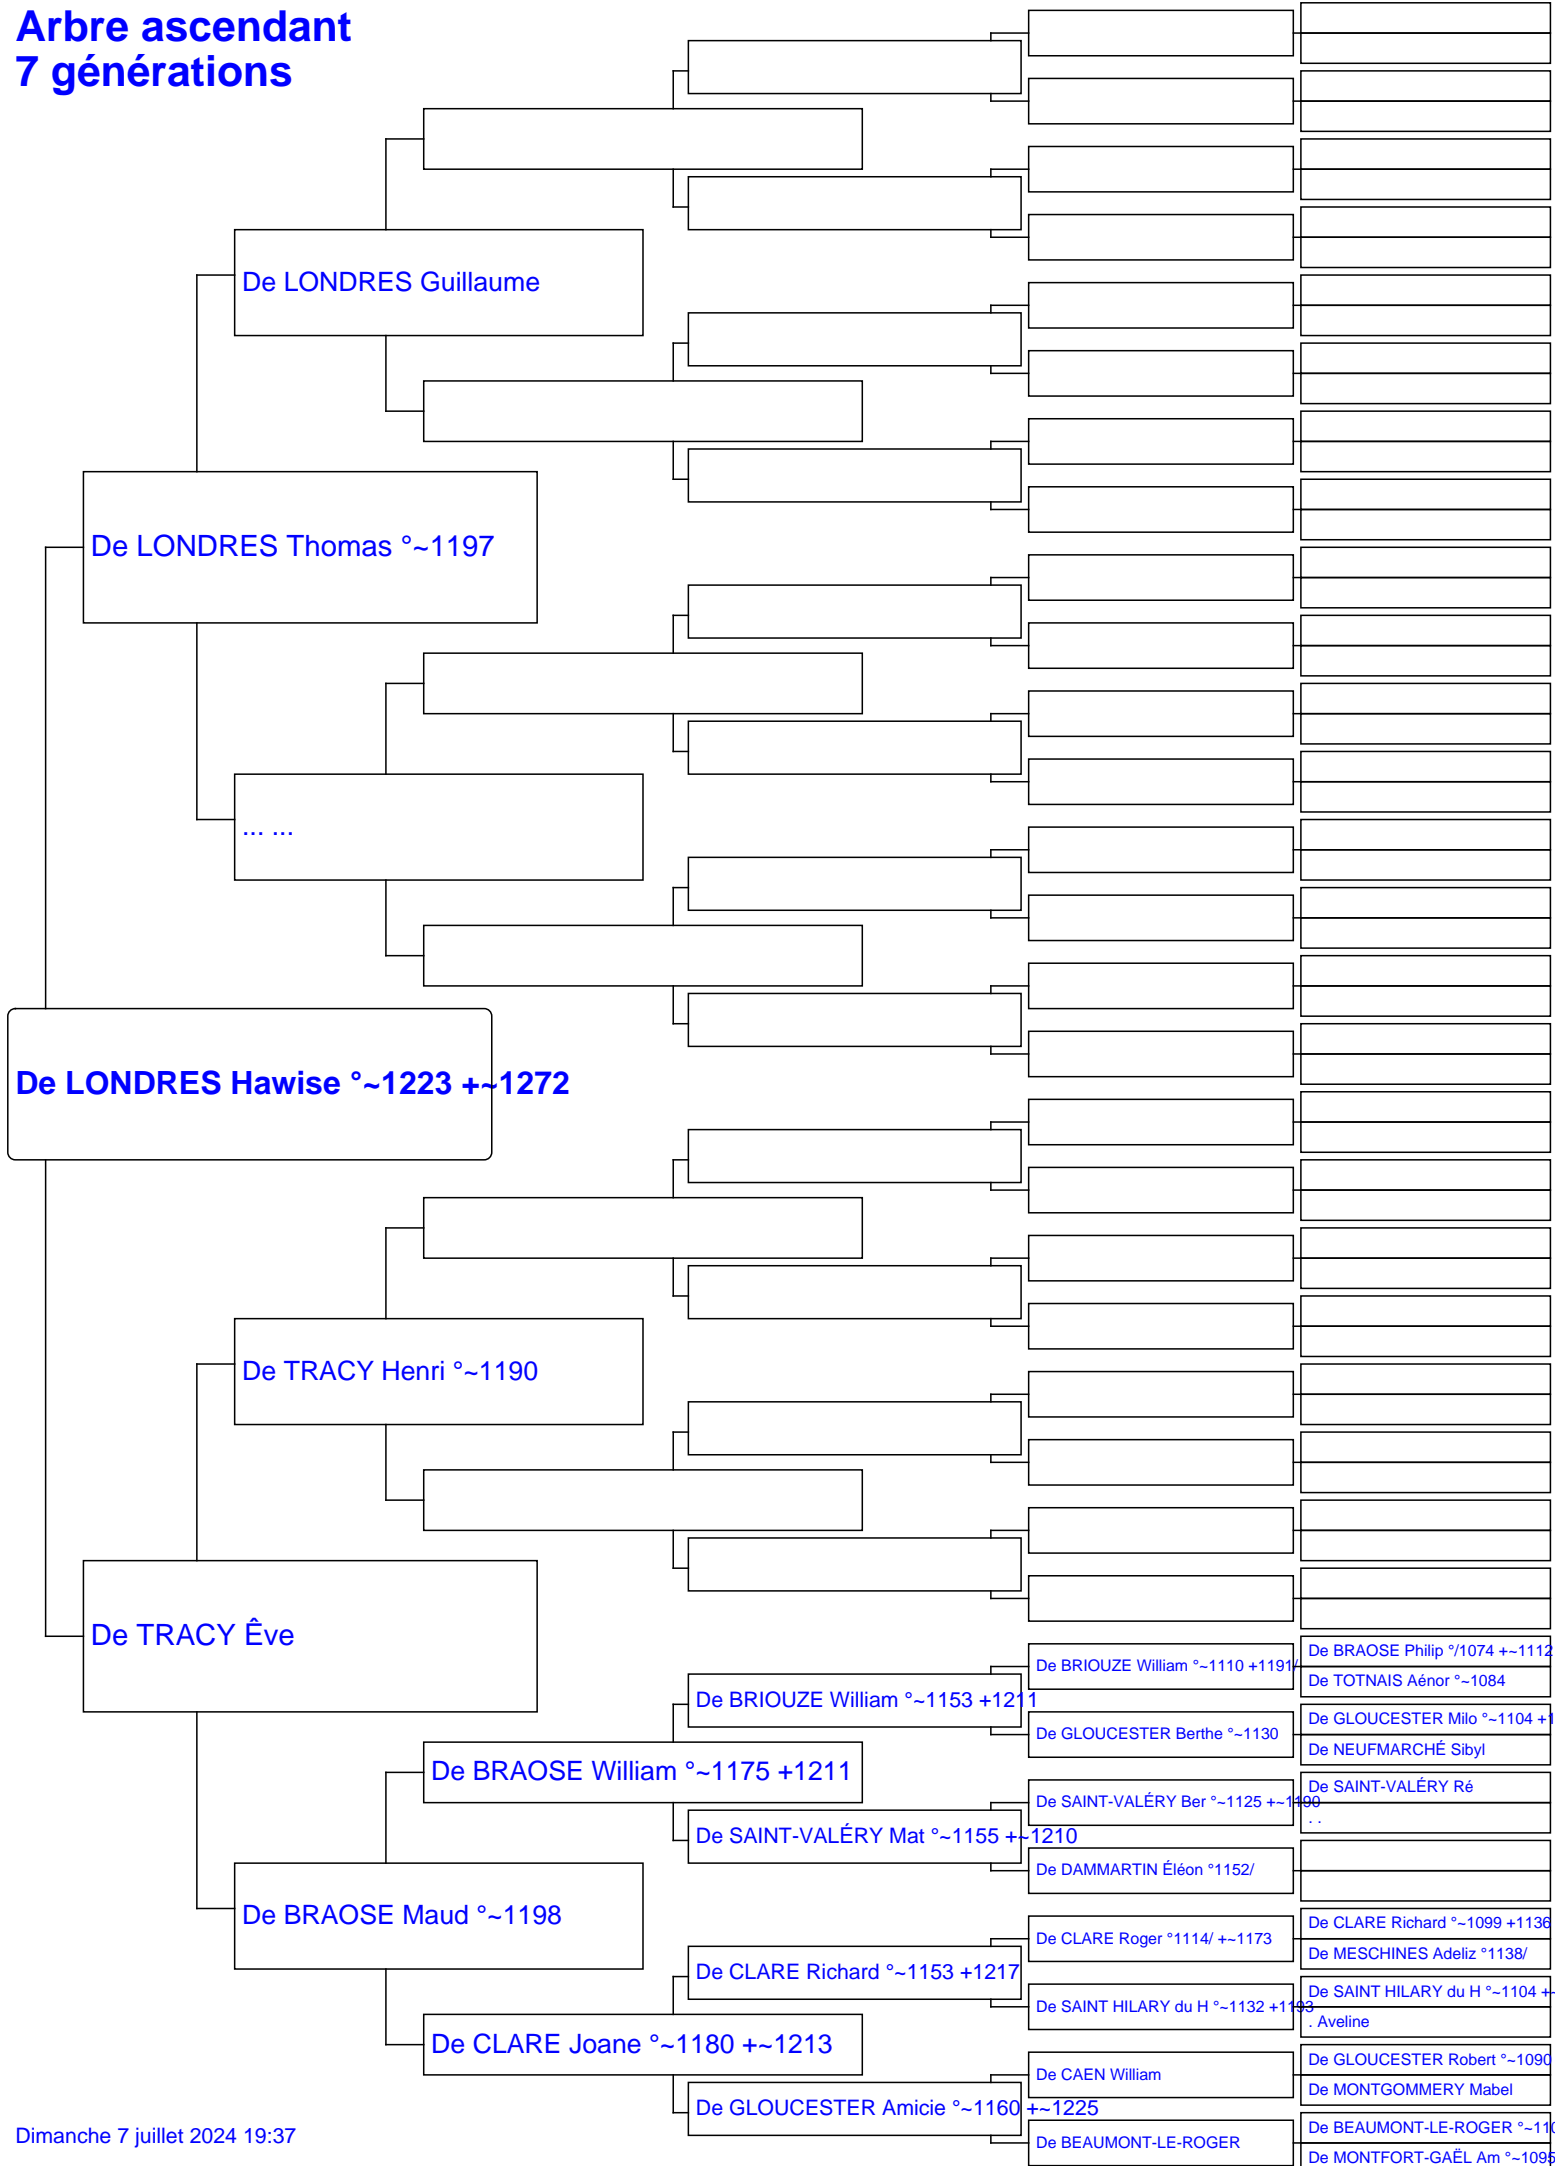 Arbre ascendant
7 générations
De LONDRES Guillaume
De LONDRES Thomas °~1197
... ...
De LONDRES Hawise °~1223 +~1272
De TRACY Henri °~1190
De TRACY Êve
De BRAOSE Philip °/1074 +~1112
De BRIOUZE William °~1110 +1191/
De TOTNAIS Aénor °~1084
De BRIOUZE William °~1153 +1211
De GLOUCESTER Milo °~1104 +1
De GLOUCESTER Berthe °~1130
De NEUFMARCHÉ Sibyl
De BRAOSE William °~1175 +1211
De SAINT-VALÉRY Ré
De SAINT-VALÉRY Ber °~1125 +~1190
. .
De SAINT-VALÉRY Mat °~1155 +~1210
De DAMMARTIN Éléon °1152/
De BRAOSE Maud °~1198
De CLARE Richard °~1099 +1136
De CLARE Roger °1114/ +~1173
De MESCHINES Adeliz °1138/
De CLARE Richard °~1153 +1217
De SAINT HILARY du H °~1104 +~
De SAINT HILARY du H °~1132 +1193
. Aveline
De CLARE Joane °~1180 +~1213
De GLOUCESTER Robert °~1090
De CAEN William
De MONTGOMMERY Mabel
De GLOUCESTER Amicie °~1160 +~1225
De BEAUMONT-LE-ROGER °~110
De BEAUMONT-LE-ROGER
De MONTFORT-GAËL Am °~1095
Dimanche 7 juillet 2024 19:37